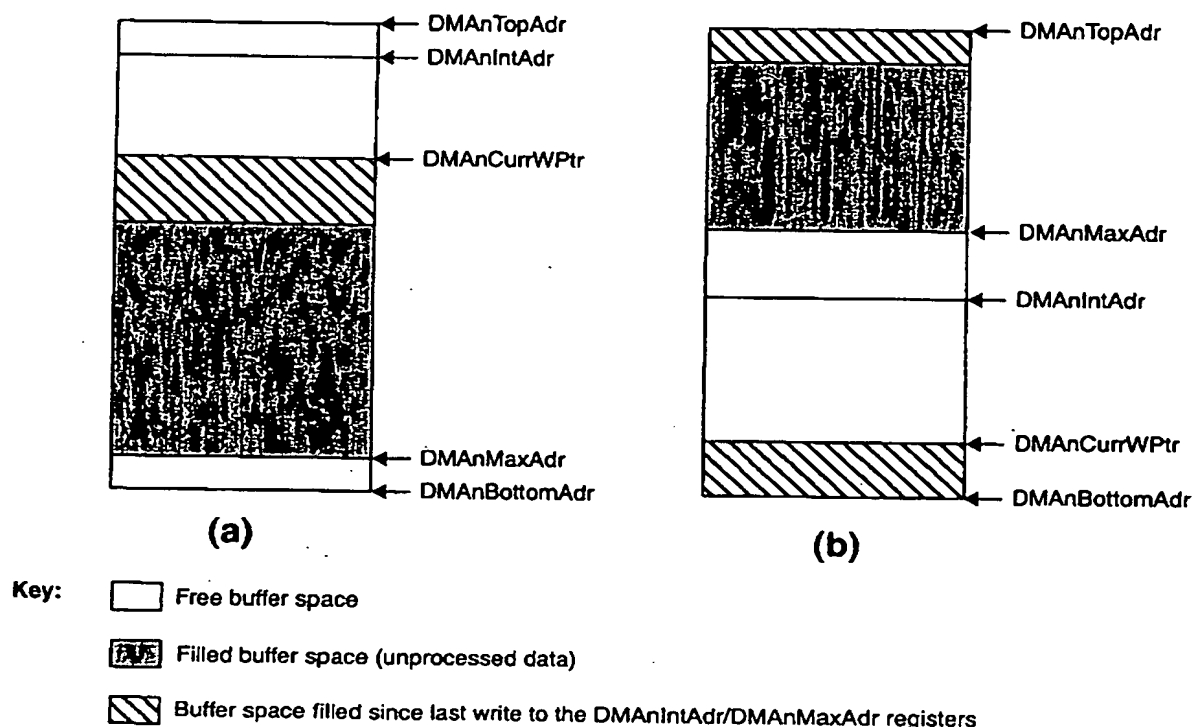 DMAnTopAdr
DMAnIntAdr
DMAnCurrWPtr
DMAnMaxAdr
DMAnBottomAdr
(a)
DMAnTopAdr
DMAnMaxAdr
DMAnIntAdr
DMAnCurrWPtr
DMAnBottomAdr
(b)
Key:
Free buffer space
Filled buffer space (unprocessed data)
Buffer space filled since last write to the DMAnIntAdr/DMAnMaxAdr registers